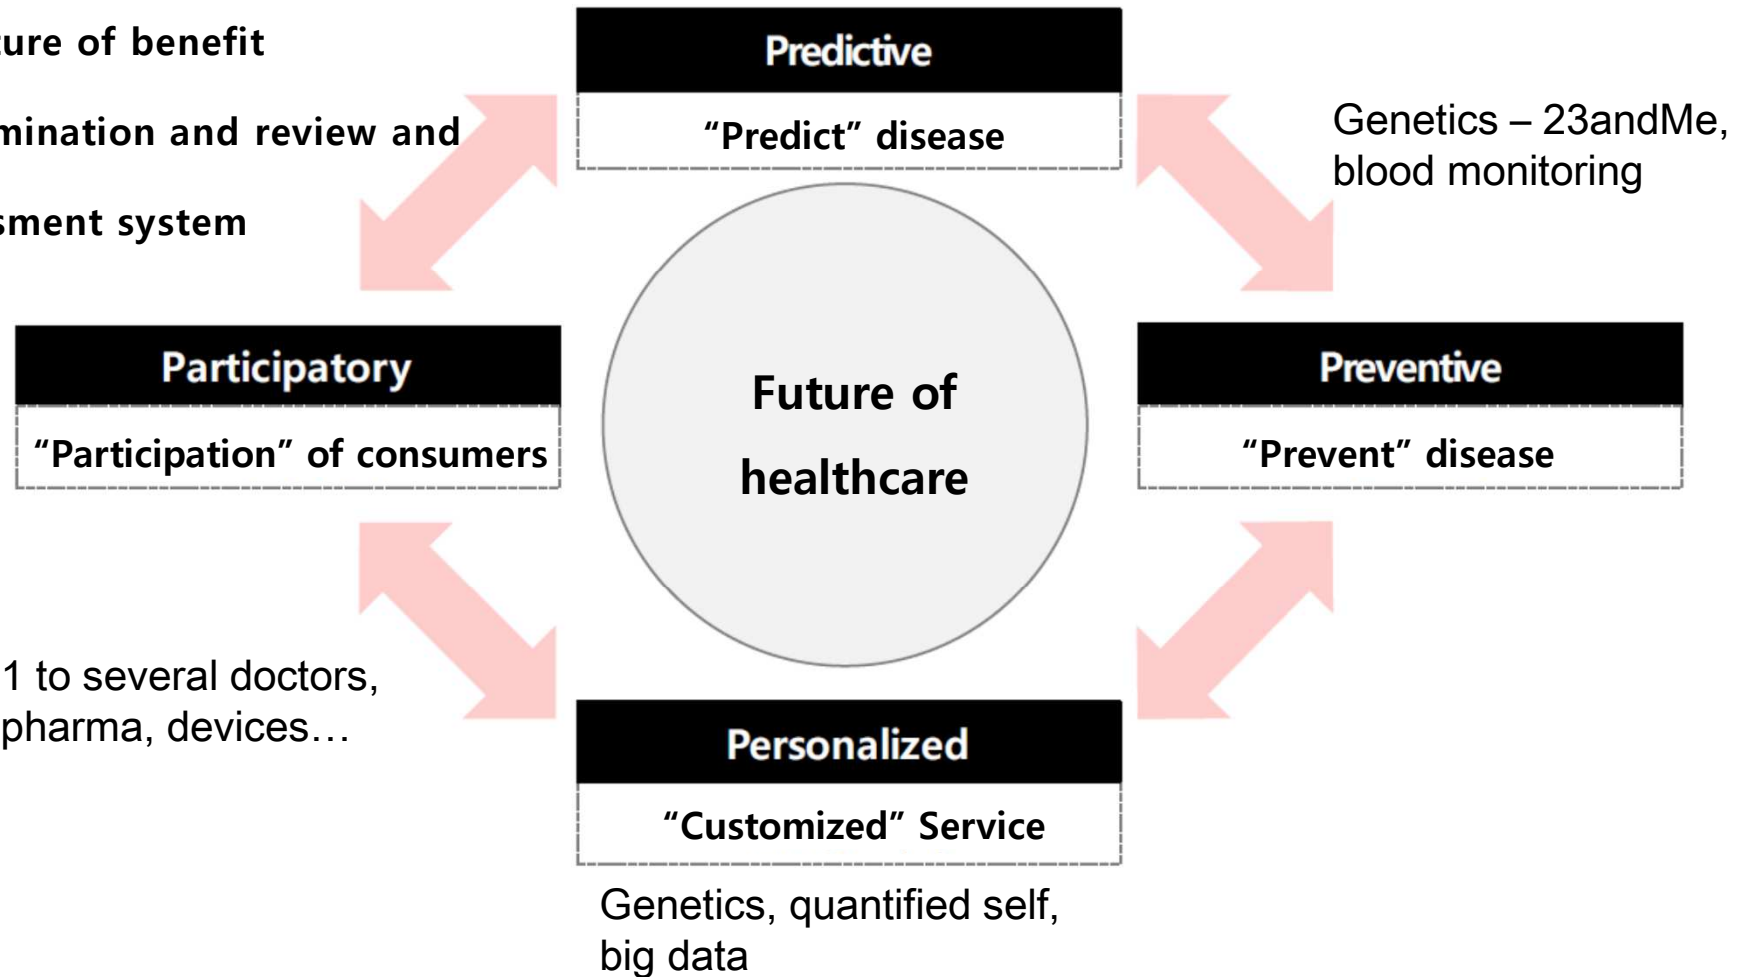 ture of benefit
mination and review and
sment system
Predictive
“Predict” disease
Genetics – 23andMe,
blood monitoring
Participatory
“Participation” of consumers
Future of
healthcare
Preventive
“Prevent” disease
1 to several doctors,
pharma, devices…
Personalized
“Customized” Service
Genetics, quantified self,
big data